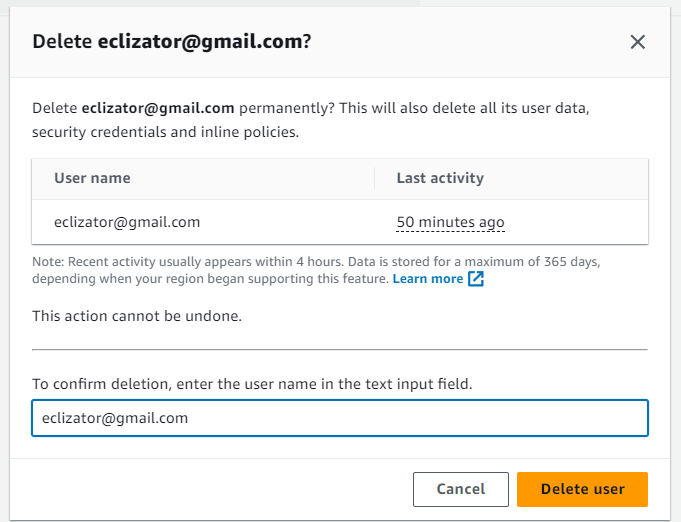 Delete eclizator@gmail.com?
Delete eclizator@gmail.com permanently? This will also delete all its user data,
security credentials and inline policies.
User name
Last activity
eclizator@gmail.com
50 minutes ago
Note: Recent activity usually appears within 4 hours. Data is stored for a maximum of 365 days,
depending when your region began supporting this feature. Learn more
This action cannot be undone.
To confirm deletion, enter the user name in the text input field.
eclizator@gmail.com
Cancel
Delete user